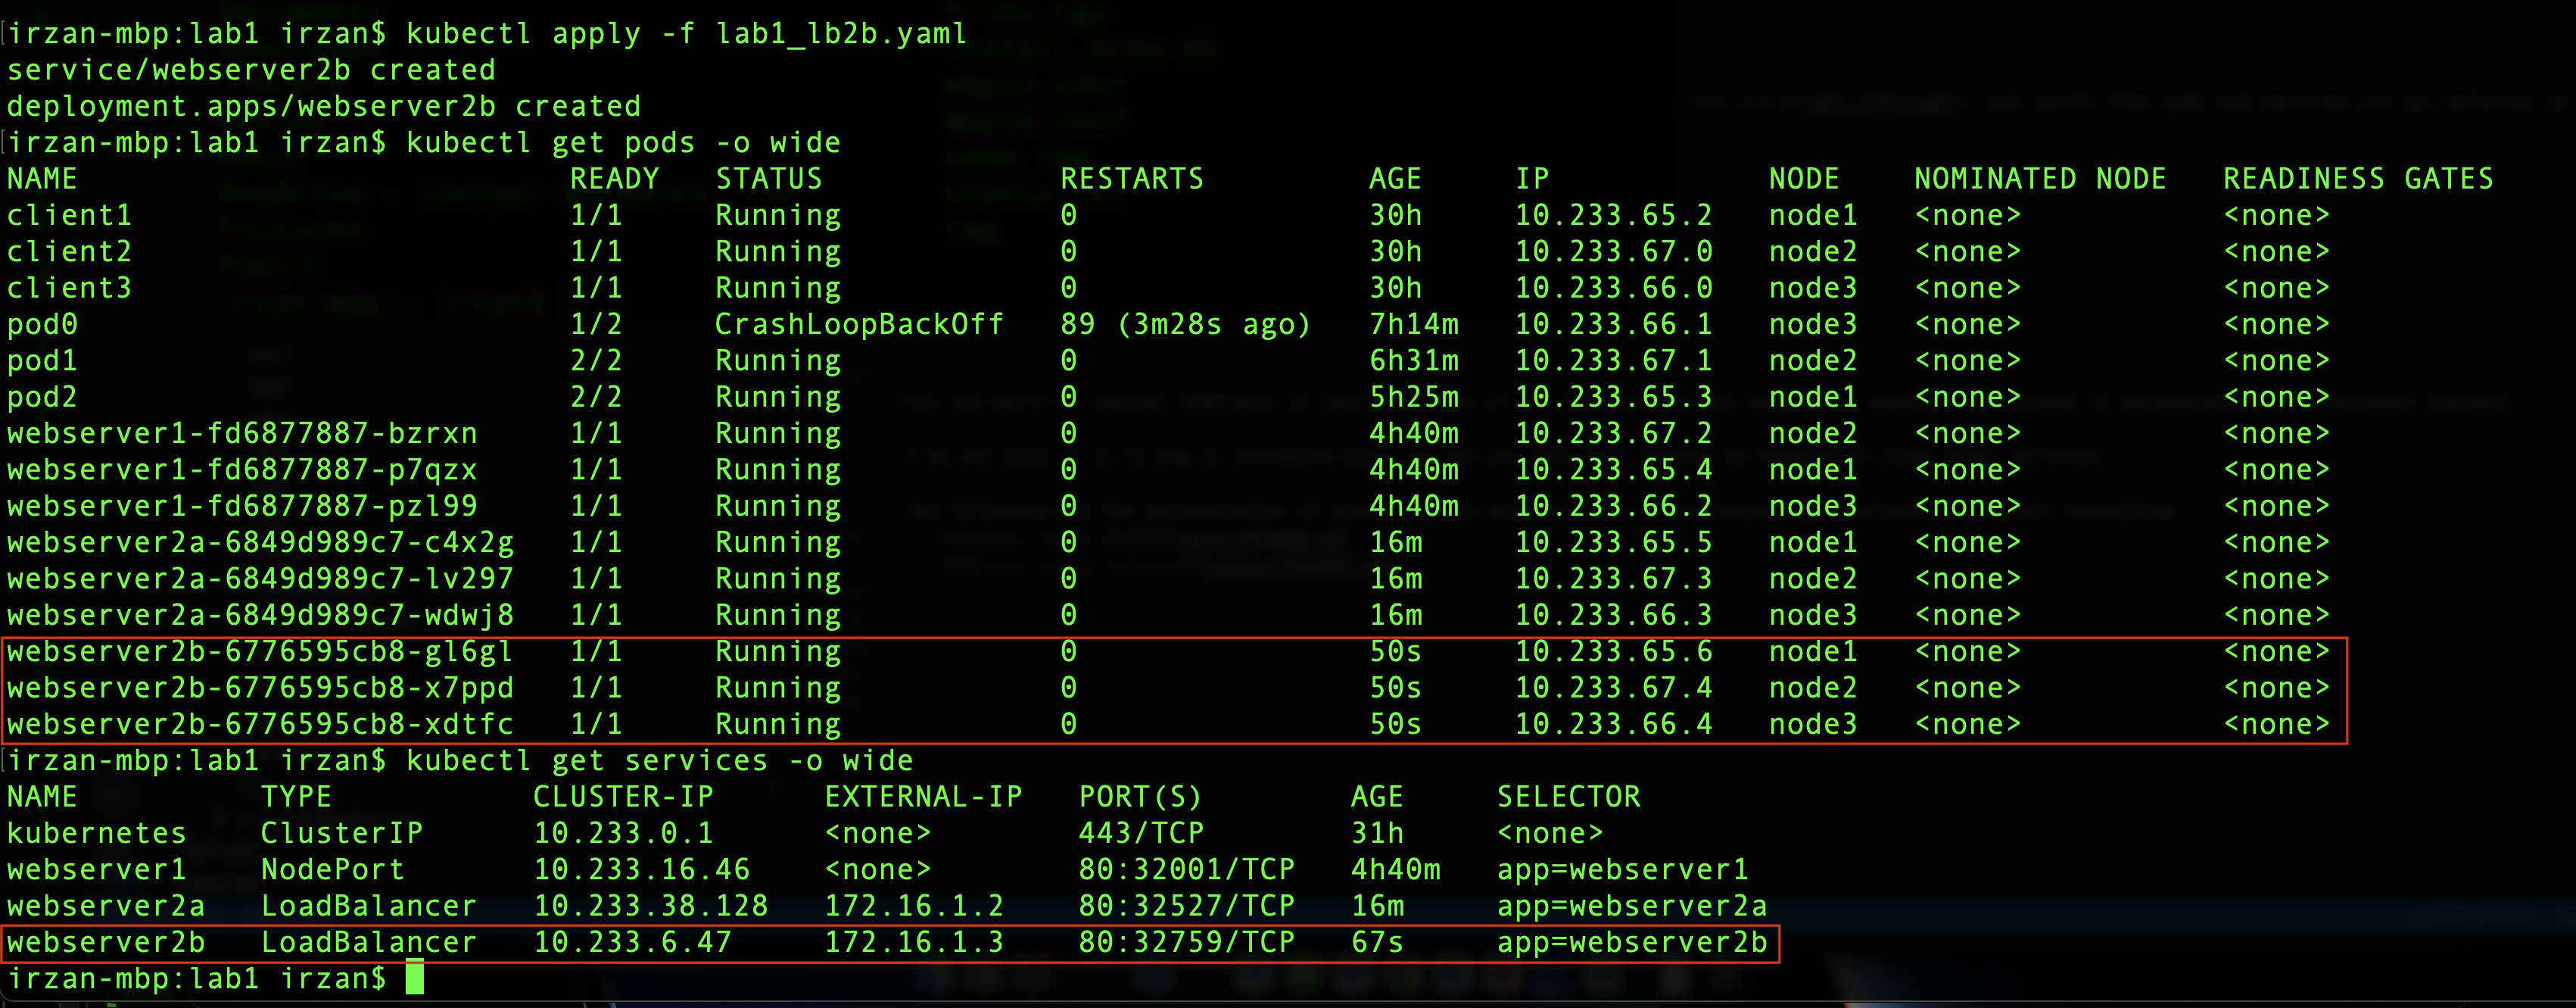 irzan-mbp:lab1 irzan$ kubectl apply -f lab1_lb2b.yaml
service/webserver2b created
deployment.apps/webserver2b created
irzan-mbp:lab1 irzan$ kubectl get pods -o wide
NAME READY STATUS RESTARTS AGE IP NODE NOMINATED NODE READINESS GATES
client1 1/1 Running 0 30h 10.233.65.2 node1 <none> <none>
client2 1/1 Running 0 30h 10.233.67.0 node2 <none> <none>
client3 1/1 Running 0 30h 10.233.66.0 node3 <none> <none>
pod0 1/2 CrashLoopBackOff 89 (3m28s ago) 7h14m 10.233.66.1 node3 <none> <none>
pod1 2/2 Running 0 6h31m 10.233.67.1 node2 <none> <none>
pod2 2/2 Running 0 5h25m 10.233.65.3 node1 <none> <none>
webserver1-fd6877887-bzrxn 1/1 Running 0 4h40m 10.233.67.2 node2 <none> <none>
webserver1-fd6877887-p7qzx 1/1 Running 0 4h40m 10.233.65.4 node1 <none> <none>
webserver1-fd6877887-pzl99 1/1 Running 0 4h40m 10.233.66.2 node3 <none> <none>
webserver2a-6849d989c7-c4x2g 1/1 Running 0 16m 10.233.65.5 node1 <none> <none>
webserver2a-6849d989c7-lv297 1/1 Running 0 16m 10.233.67.3 node2 <none> <none>
webserver2a-6849d989c7-wdwj8 1/1 Running 0 16m 10.233.66.3 node3 <none> <none>
webserver2b-6776595cb8-gl6gl 1/1 Running 0 50s 10.233.65.6 node1 <none> <none>
webserver2b-6776595cb8-x7ppd 1/1 Running 0 50s 10.233.67.4 node2 <none> <none>
webserver2b-6776595cb8-xdtfc 1/1 Running 0 50s 10.233.66.4 node3 <none> <none>
irzan-mbp:lab1 irzan$ kubectl get services -o wide
NAME TYPE CLUSTER-IP EXTERNAL-IP PORT(S) AGE SELECTOR
kubernetes ClusterIP 10.233.0.1 <none> 443/TCP 31h <none>
webserver1 NodePort 10.233.16.46 <none> 80:32001/TCP 4h40m app=webserver1
webserver2a LoadBalancer 10.233.38.128 172.16.1.2 80:32527/TCP 16m app=webserver2a
webserver2b LoadBalancer 10.233.6.47 172.16.1.3 80:32759/TCP 67s app=webserver2b
irzan-mbp:lab1 irzan$